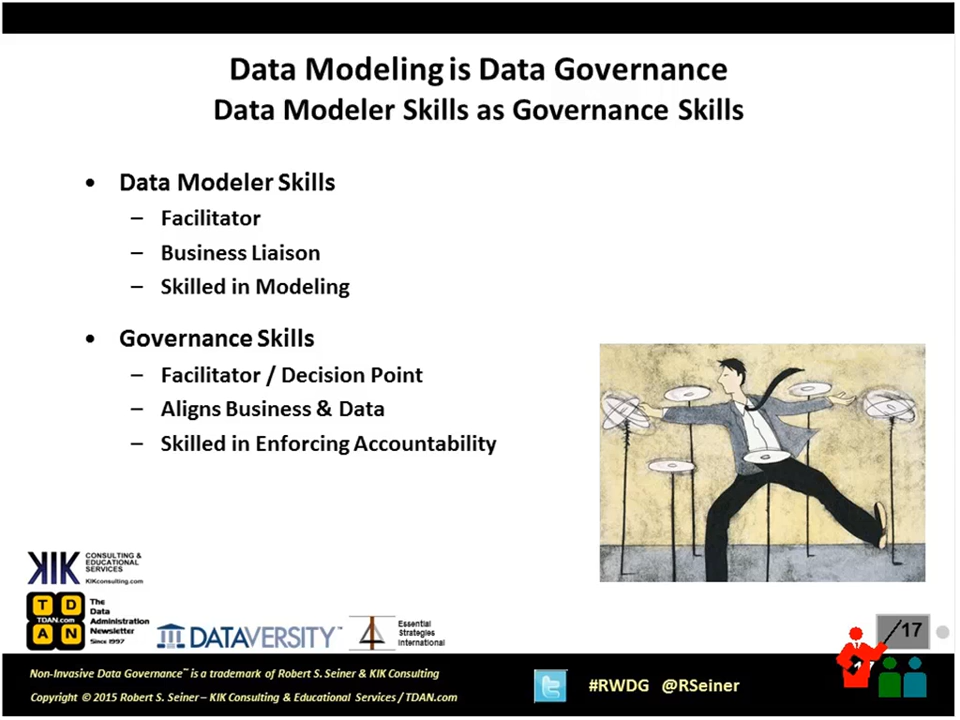 Data Modeling is Data Governance
Data Modeler Skills as Governance Skills
• Data Modeler Skills
– Facilitator
– Business Liaison
– Skilled in Modeling
• Governance Skills
– Facilitator / Decision Point
– Aligns Business & Data
– Skilled in Enforcing Accountability
KIK CONSULTING &
EDUCATIONAL
SERVICES
KIKconsulting.com
T D
TDAN.com
A N
The
Data
Administration
Newsletter
Since 1997
DATAVERSITY™
Essential
Strategies
International
/17
Non-Invasive Data Governance™ is a trademark of Robert S. Seiner & KIK Consulting
Copyright © 2015 Robert S. Seiner – KIK Consulting & Educational Services / TDAN.com
#RWDG @RSeiner